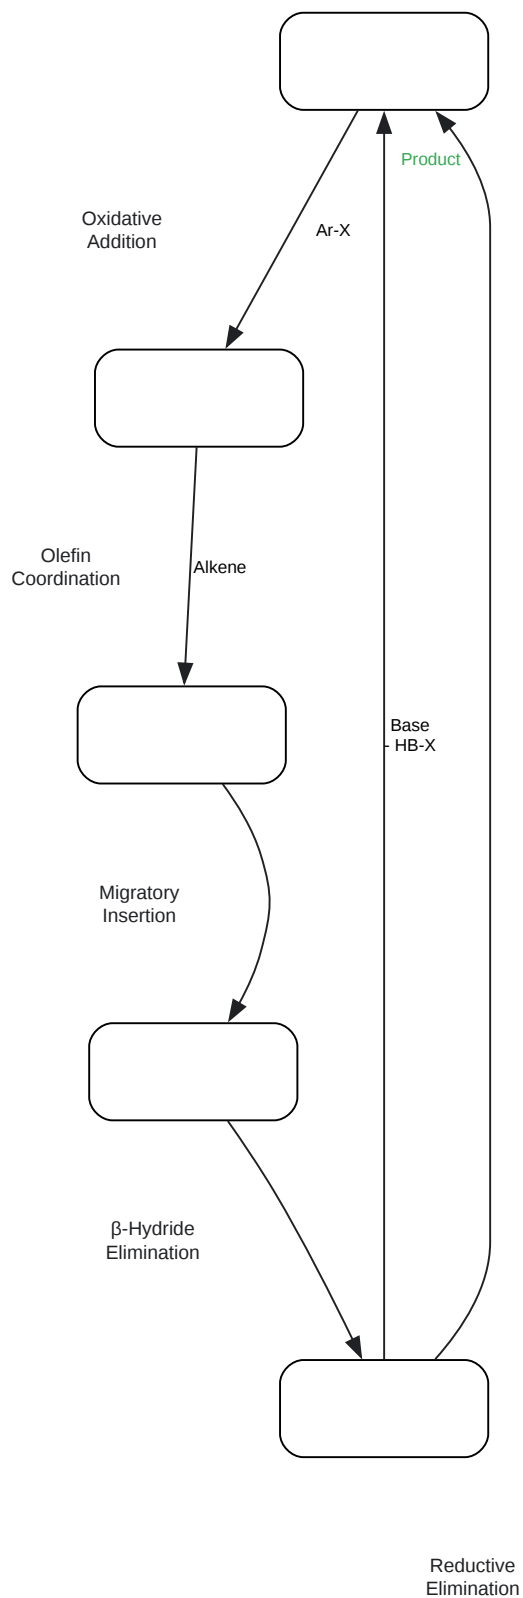 Product
Oxidative
Addition
Ar-X
Olefin
Coordination
Alkene
Base
- HB-X
Migratory
Insertion
β-Hydride
Elimination
Reductive
Elimination